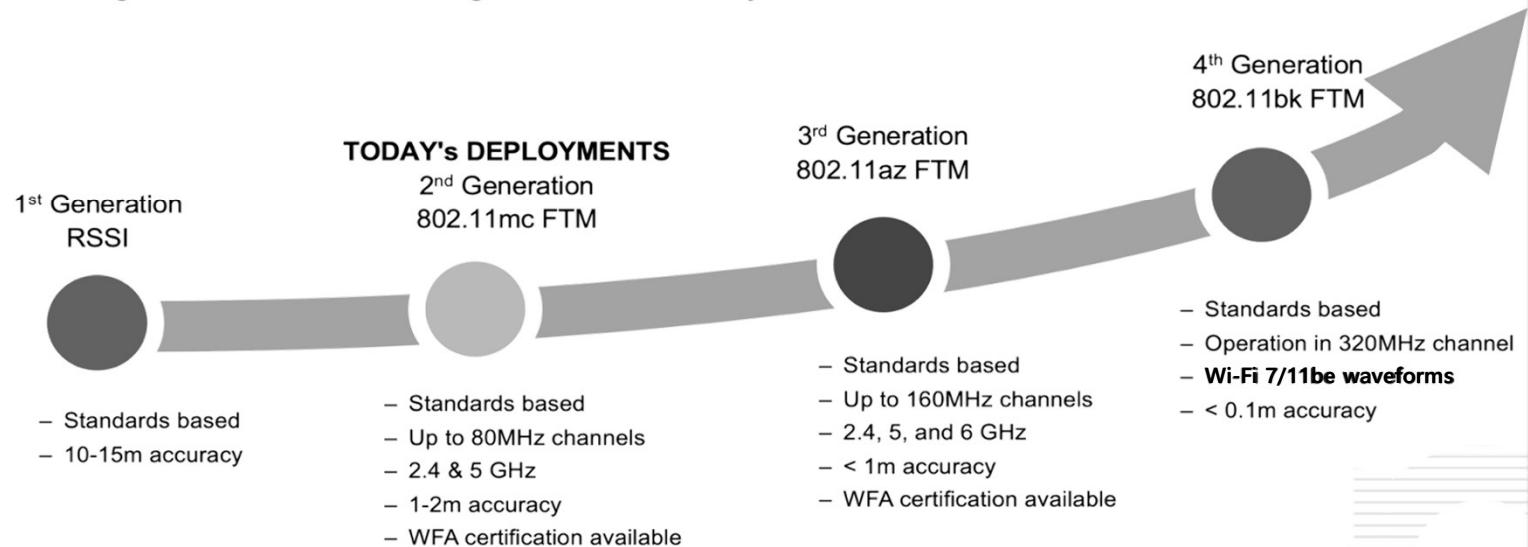 1st Generation
RSSI
– Standards based
– 10-15m accuracy
TODAY's DEPLOYMENTS
2nd Generation
802.11mc FTM
– Standards based
– Up to 80MHz channels
– 2.4 & 5 GHz
– 1-2m accuracy
– WFA certification available
3rd Generation
802.11az FTM
– Standards based
– Up to 160MHz channels
– 2.4, 5, and 6 GHz
– < 1m accuracy
– WFA certification available
4th Generation
802.11bk FTM
– Standards based
– Operation in 320MHz channel
– Wi-Fi 7/11be waveforms
– < 0.1m accuracy